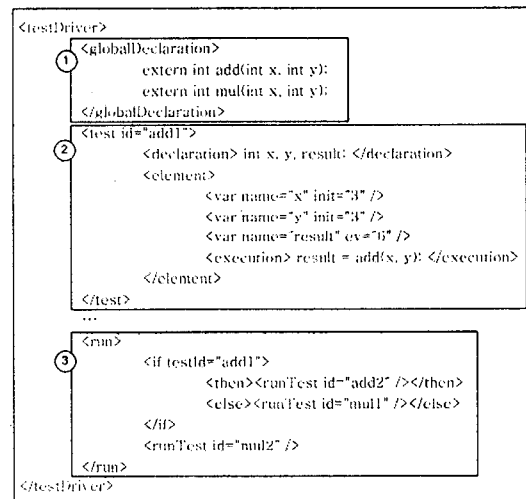 <testDriver>
1
<globalDeclaration>
extern int add(int x, int y);
extern int mul(int x, int y);
</globalDeclaration>
2
<test id="add1">
<declaration> int x, y, result; </declaration>
<element>
<var name="x" init="3" />
<var name="y" init="3" />
<var name="result" ev="6" />
<execution> result = add(x, y); </execution>
</element>
</test>
...
3
<run>
<if testId="add1">
<then><runTest id="add2" /></then>
<else><runTest id="mul1" /></else>
</if>
<runTest id="mul2" />
</run>
</testDriver>